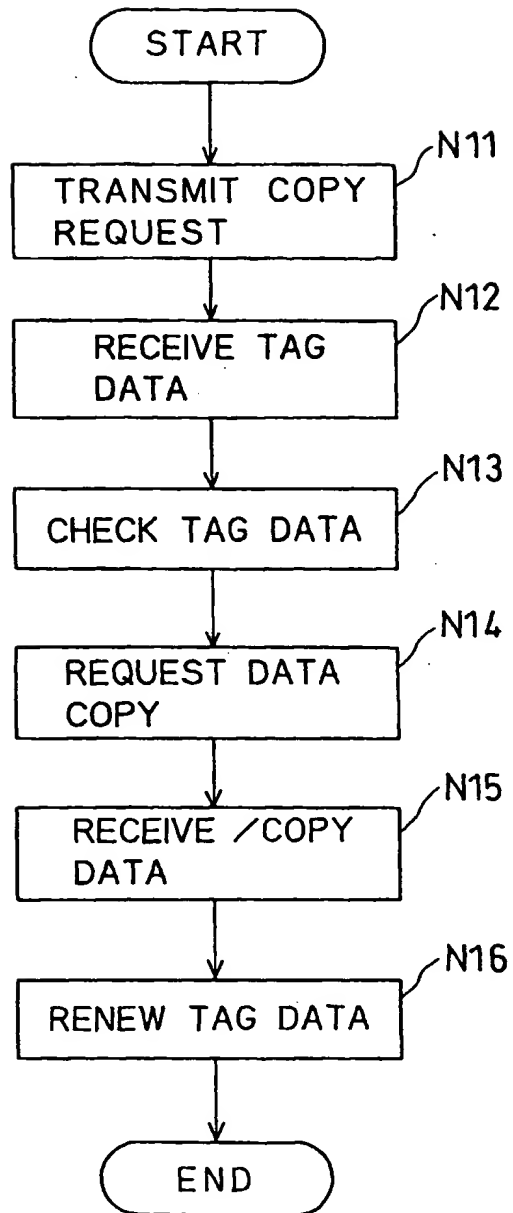 START
N11
TRANSMIT COPY
REQUEST
N12
RECEIVE TAG
DATA
N13
CHECK TAG DATA
N14
REQUEST DATA
COPY
N15
RECEIVE /COPY
DATA
N16
RENEW TAG DATA
END